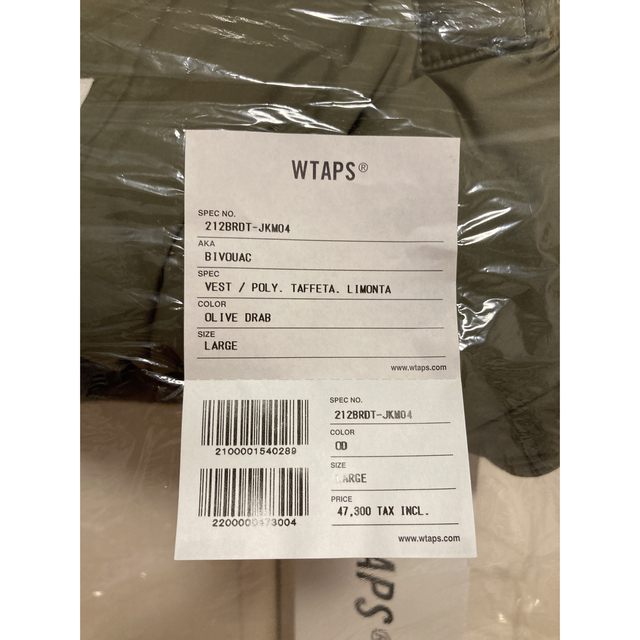 WTAPS®
SPEC NO.
212BRDT-JKM04
AKA
BIVOUAC
SPEC
VEST / POLY. TAFFETA. LIMONTA
COLOR
OLIVE DRAB
SIZE
LARGE
www.wtaps.com
2100001540289
2200000473004
SPEC NO.
212BRDT-JKM04
COLOR
OD
SIZE
LARGE
PRICE
47,300 TAX INCL.
www.wtaps.com